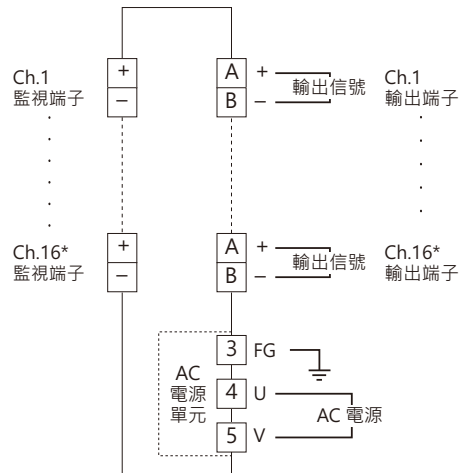 Ch.1
監視端子
+
−
A
B
+
−
輸出信號
Ch.1
輸出端子
Ch.16*
監視端子
+
−
A
B
+
−
輸出信號
Ch.16*
輸出端子
AC
電源
單元
3
FG
4
U
5
V
AC 電源